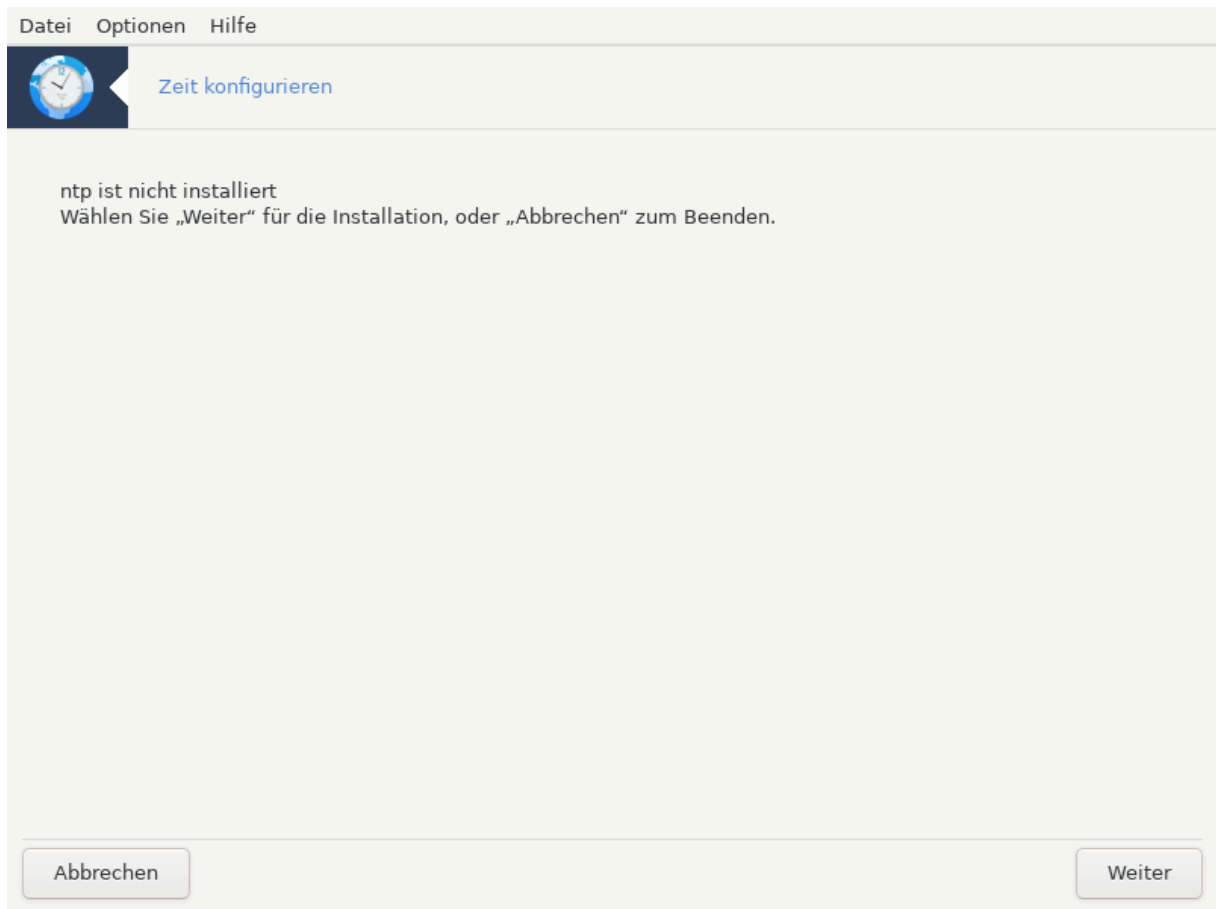 Datei Optionen Hilfe
Zeit konfigurieren
ntp ist nicht installiert
Wählen Sie „Weiter“ für die Installation, oder „Abbrechen“ zum Beenden.
Abbrechen Weiter